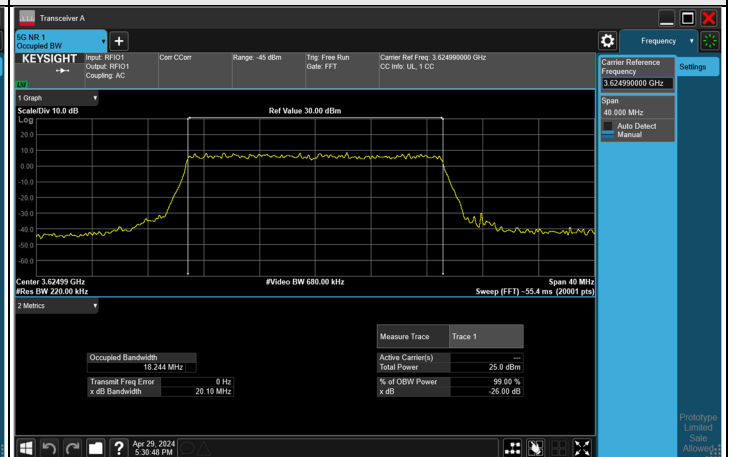 Transceiver A
5G NR 1
Occupied BW
Frequency
KEYSIGHT
Input: RFIO1
Output: RFIO1
Coupling: AC
Corr CCorr
Range: -45 dBm
Trig: Free Run
Gate: FFT
Carrier Ref Freq: 3.624990000 GHz
CC Info: UL, 1 CC
LXI
Carrier Reference
Frequency
3.624990000 GHz
Settings
Span
40.000 MHz
Auto Detect
Manual
1 Graph
Scale/Div 10.0 dB
Ref Value 30.00 dBm
Log
20.0
10.0
0.00
-10.0
-20.0
-30.0
-40.0
-50.0
-60.0
Center 3.62499 GHz
#Video BW 680.00 kHz
Span 40 MHz
#Res BW 220.00 kHz
Sweep (FFT) ~55.4 ms (20001 pts)
2 Metrics
Measure Trace
Trace 1
Occupied Bandwidth
18.244 MHz
Active Carrier(s)
---
Total Power
25.0 dBm
Transmit Freq Error
0 Hz
x dB Bandwidth
20.10 MHz
% of OBW Power
99.00 %
x dB
-26.00 dB
Prototype
Limited
Sale
Allowed
?
Apr 29, 2024
5:30:48 PM